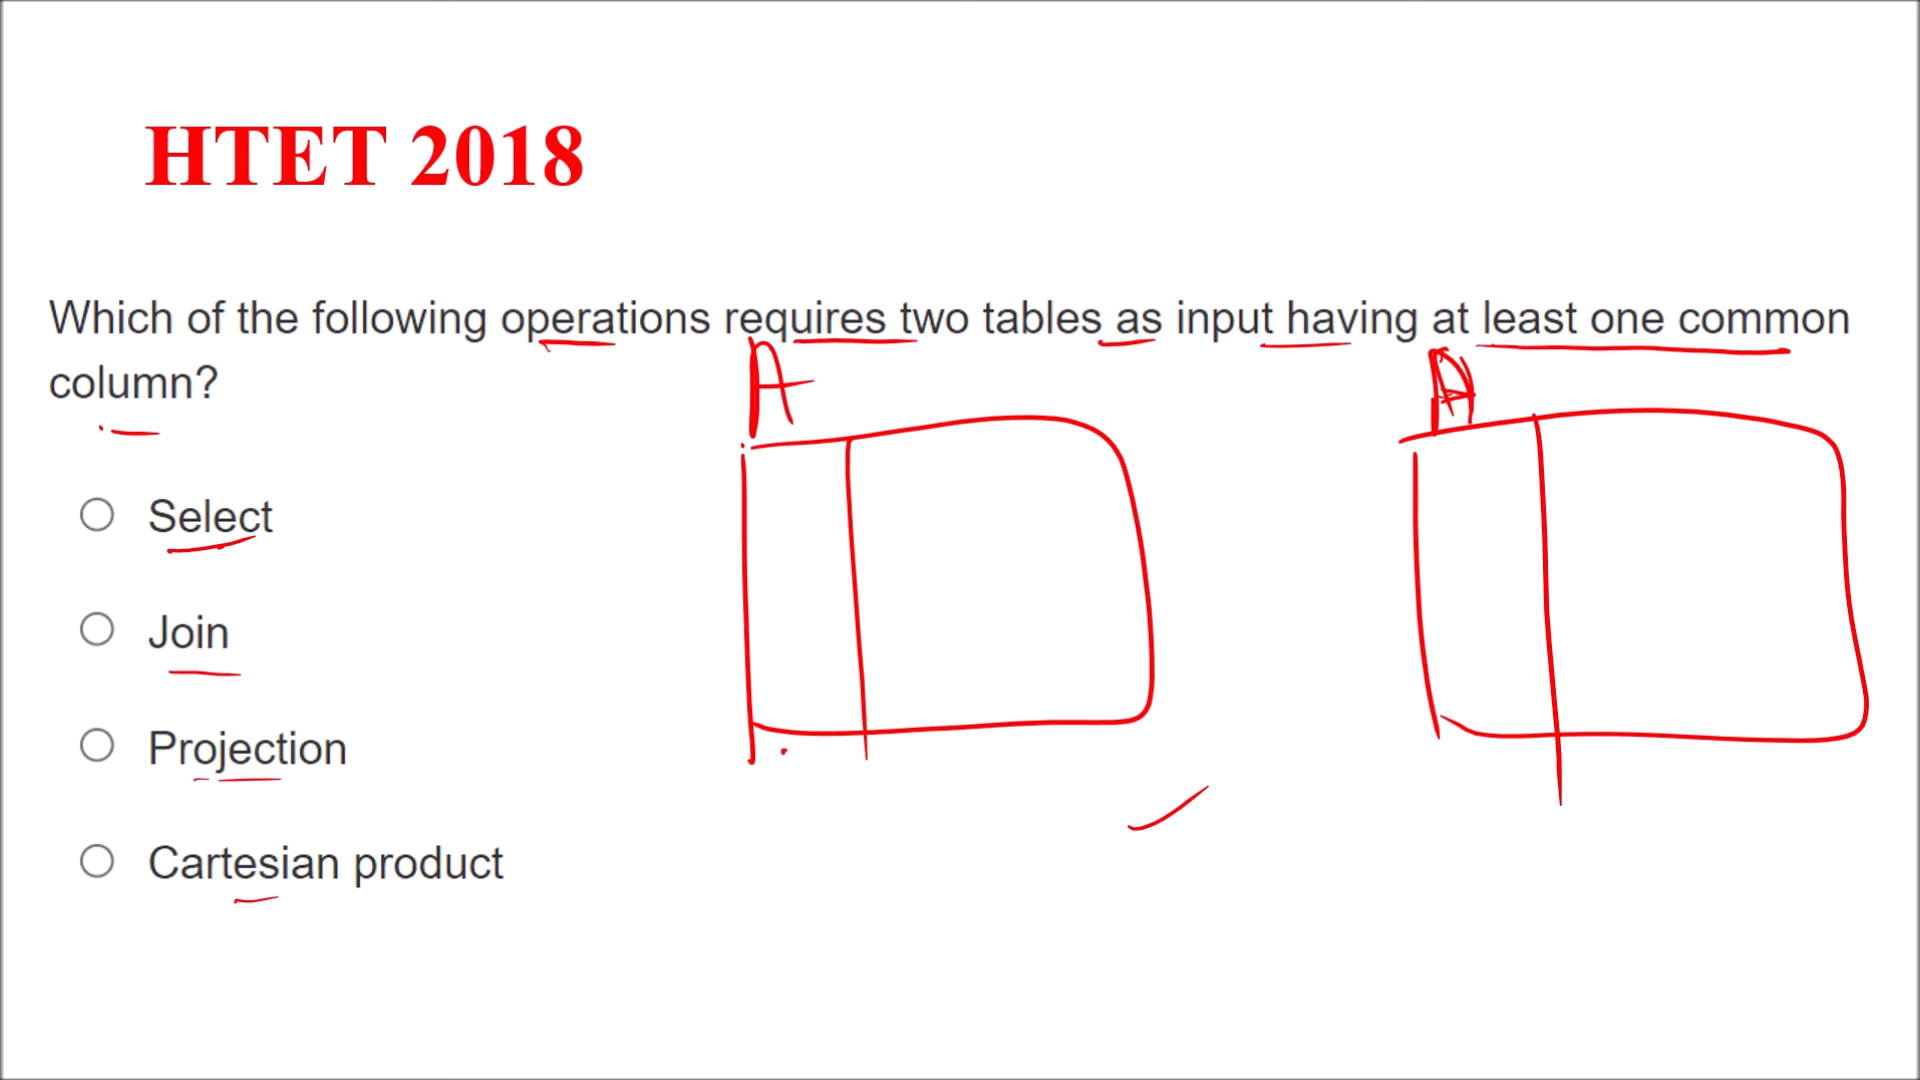 HTET 2018
Which of the following operations requires two tables as input having at least one common
column?
A
A
Select
Join
Projection
Cartesian product